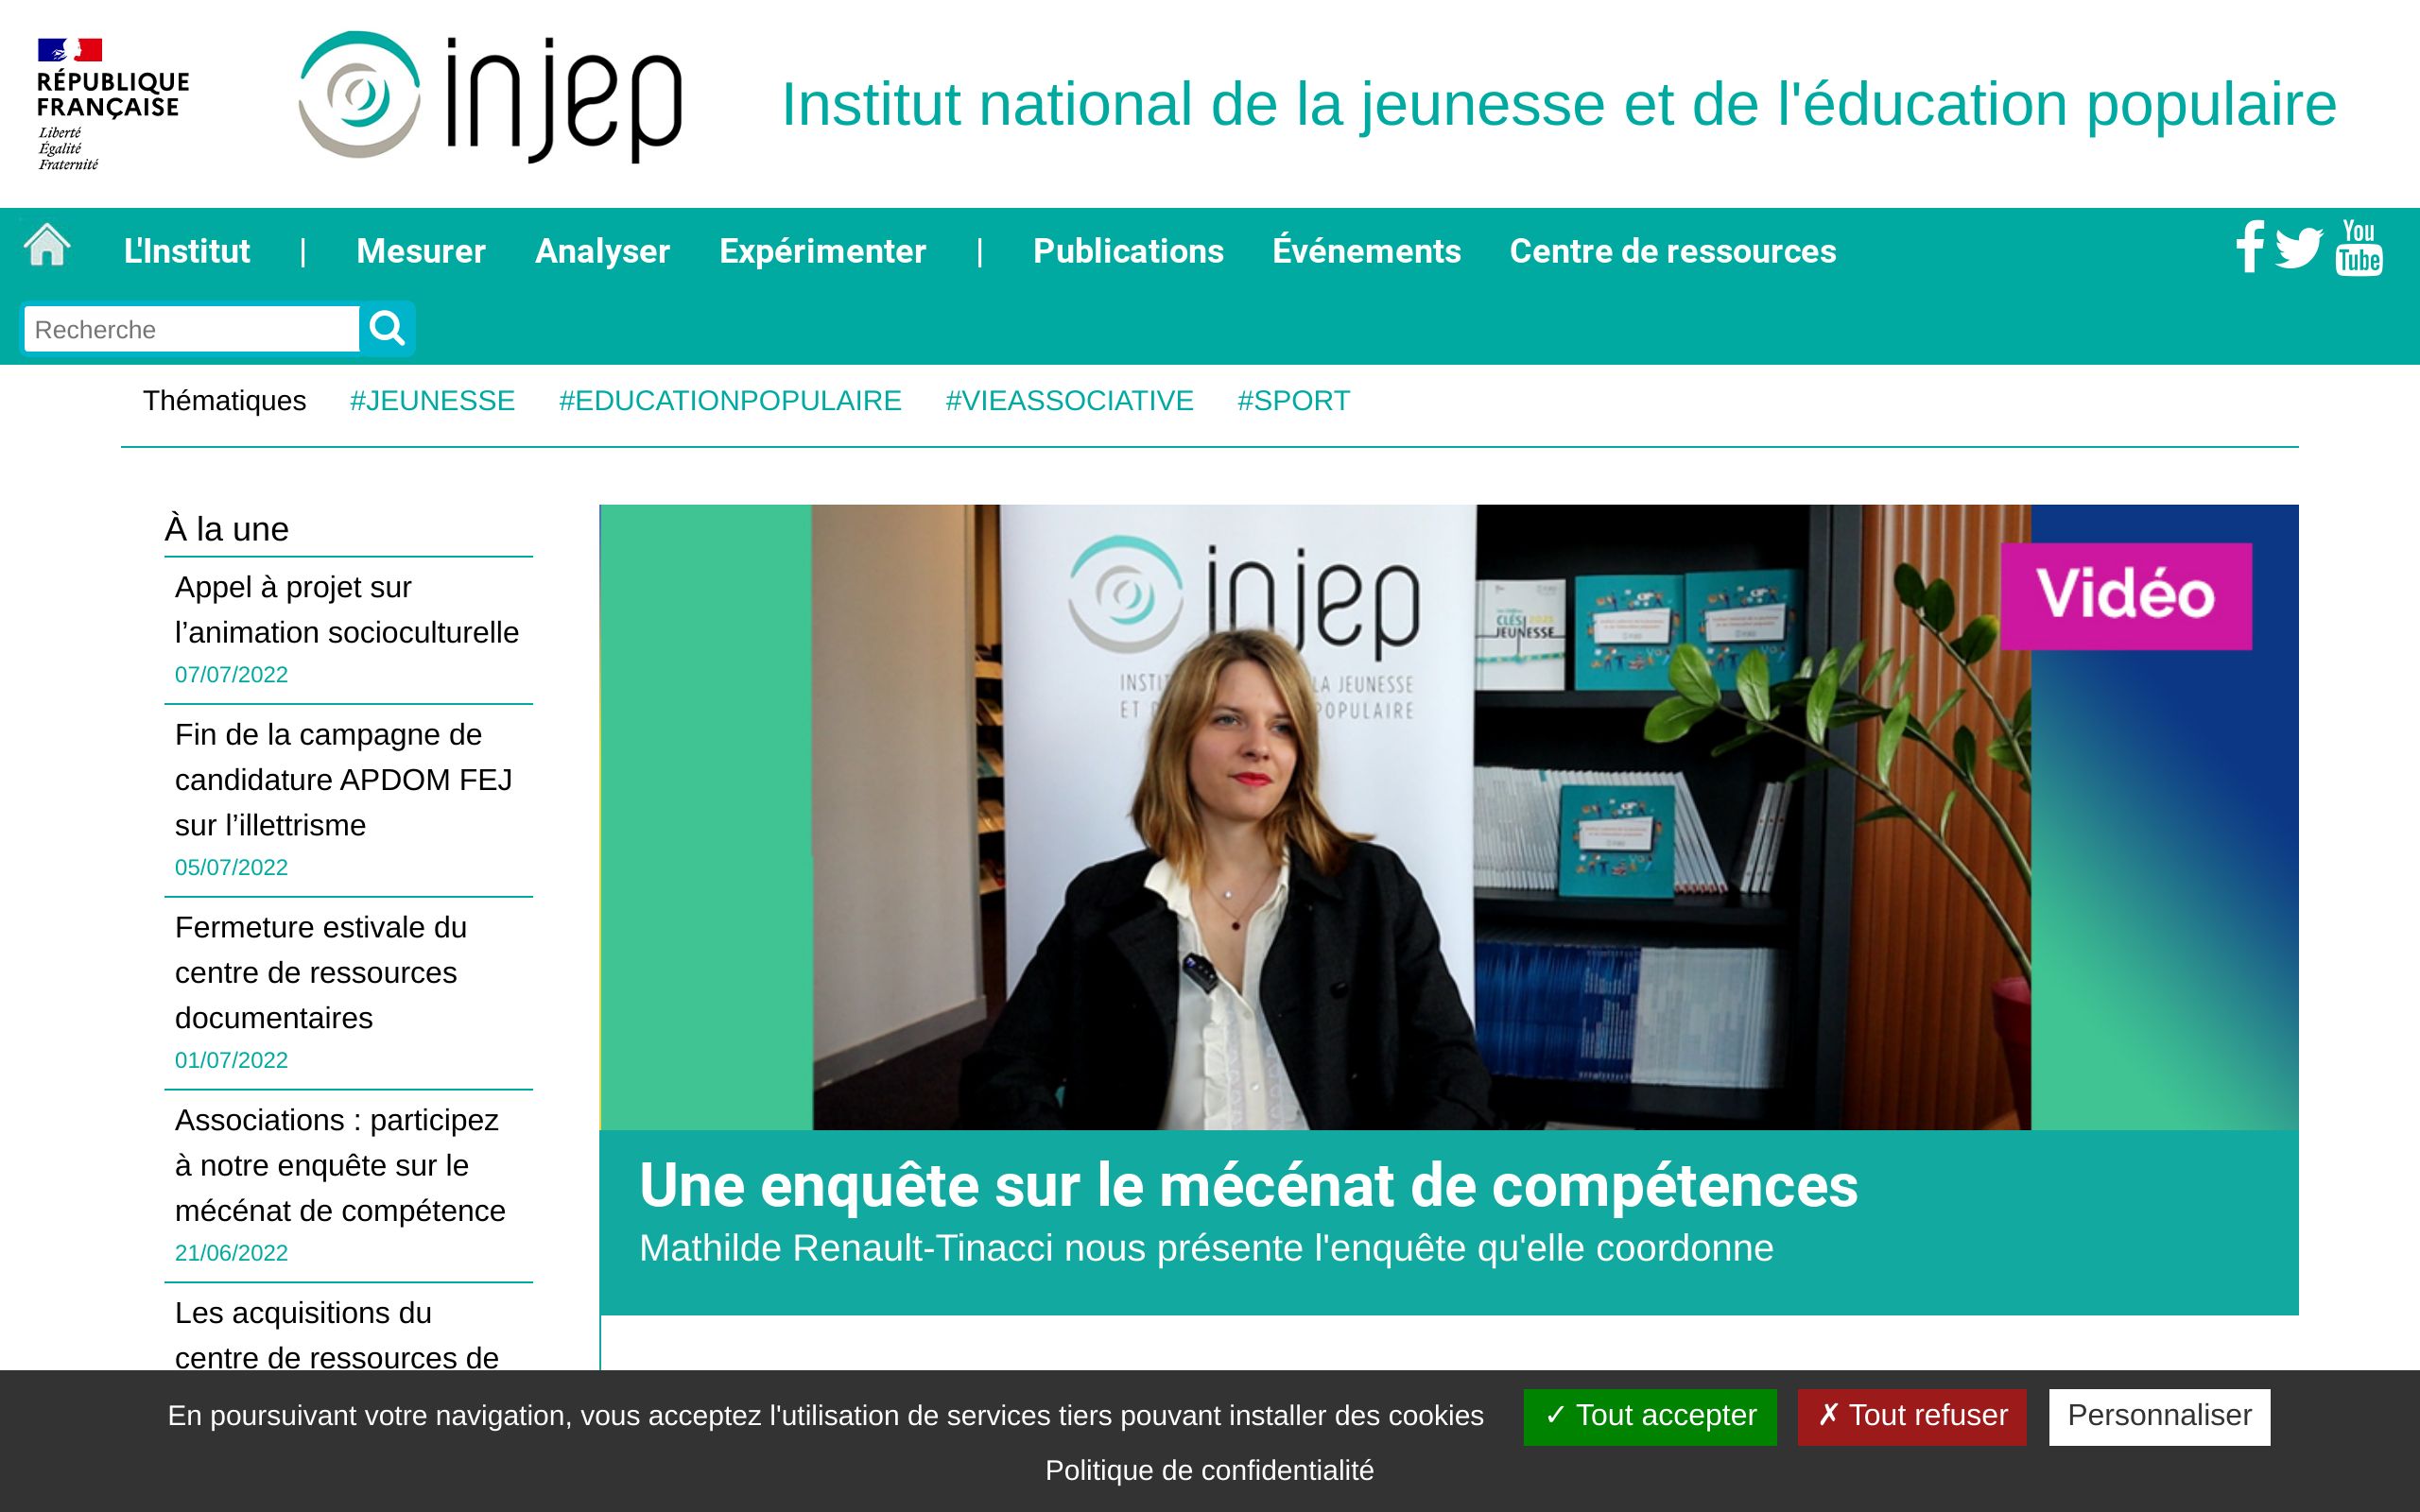 RÉPUBLIQUE
FRANÇAISE
Liberté
Égalité
Fraternité
injep
Institut national de la jeunesse et de l'éducation populaire
L'Institut | Mesurer Analyser Expérimenter | Publications Événements Centre de ressources
You
Tube
Recherche
Thématiques #JEUNESSE #EDUCATIONPOPULAIRE #VIEASSOCIATIVE #SPORT
À la une
Appel à projet sur
l’animation socioculturelle
07/07/2022
Fin de la campagne de
candidature APDOM FEJ
sur l’illettrisme
05/07/2022
Fermeture estivale du
centre de ressources
documentaires
01/07/2022
Associations : participez
à notre enquête sur le
mécénat de compétence
21/06/2022
Les acquisitions du
centre de ressources de
injep
LA JEUNESSE
POPULAIRE
CLÉS
JEUNESSE
Vidéo
Une enquête sur le mécénat de compétences
Mathilde Renault-Tinacci nous présente l'enquête qu'elle coordonne
En poursuivant votre navigation, vous acceptez l'utilisation de services tiers pouvant installer des cookies
✓ Tout accepter
✗ Tout refuser
Personnaliser
Politique de confidentialité